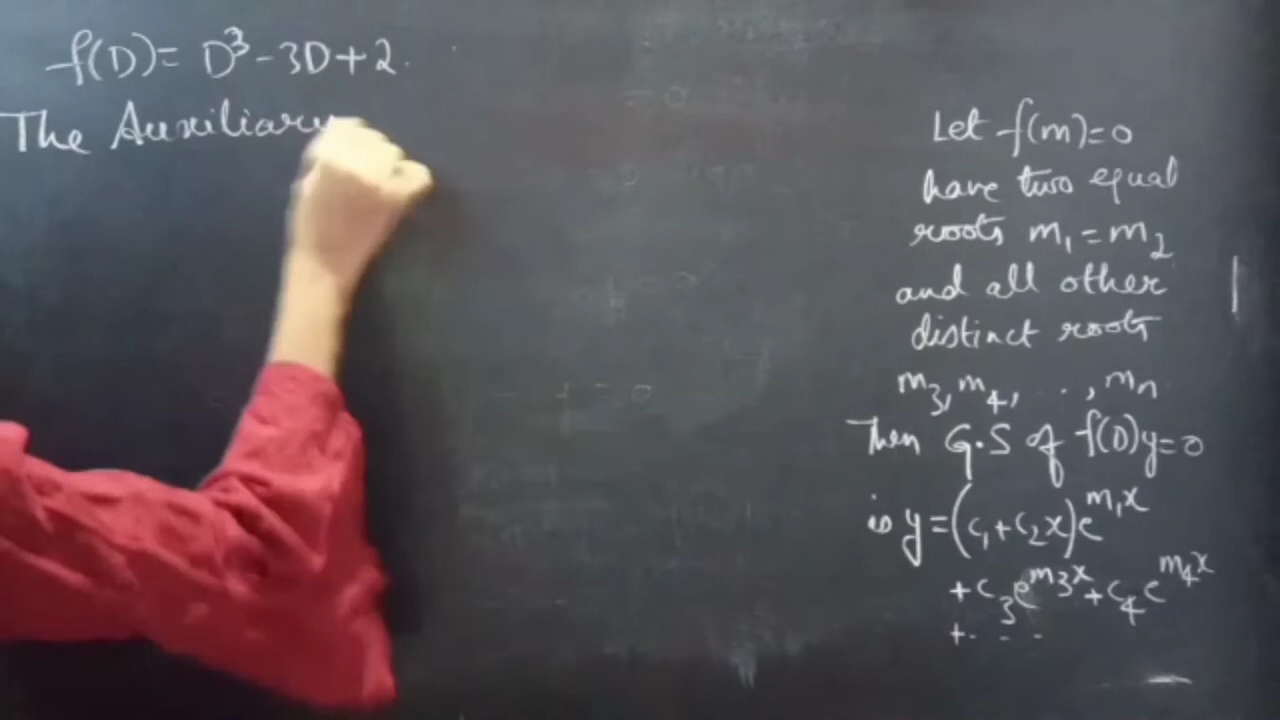 f(D)= D³-3D+2.
The Auxiliary
Let f(m)=0
have two equal
roots m₁=m₂
and all other
distinct roots
m₃,m₄, ..., mₙ.
Then G.S of f(D)y=0
is y=(c₁+c₂x)e^{m₁x}
+c₃e^{m₃x}+c₄e^{m₄x}
+...